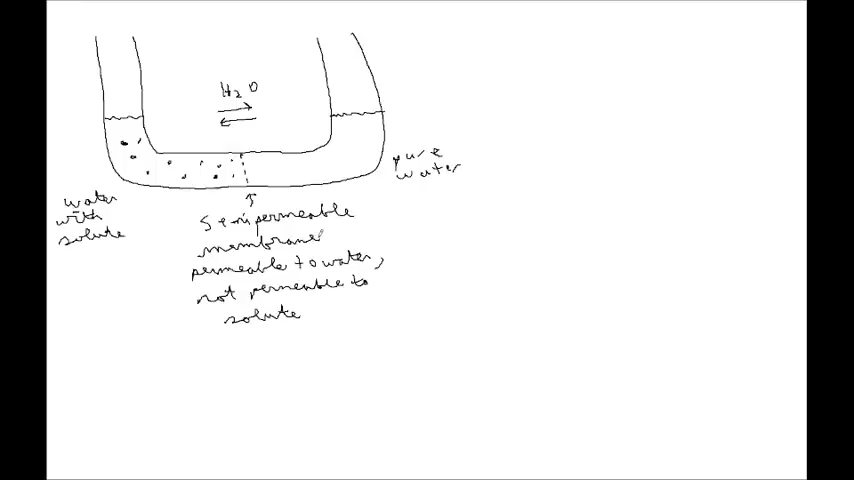 H₂O
pure
water
water
with
solute
semipermeable
membrane
permeable to water,
not permeable to
solute